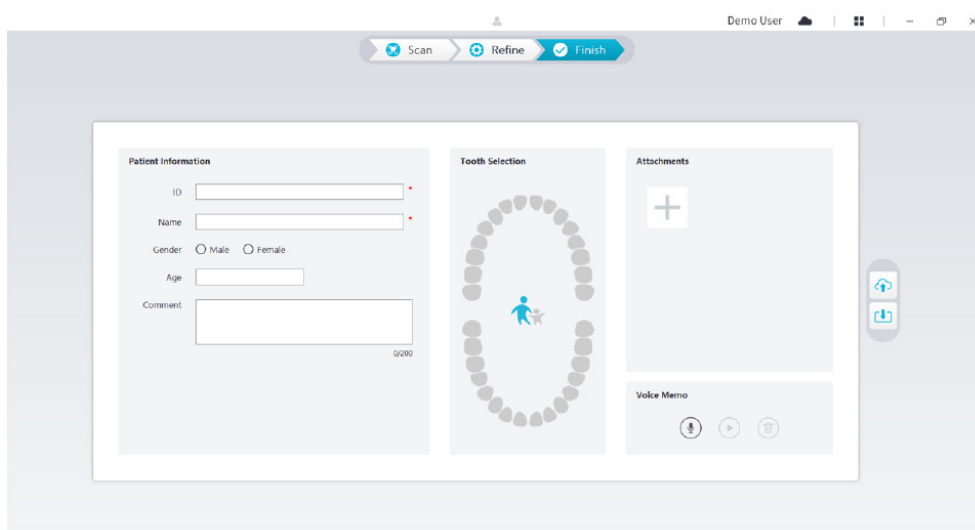 Demo User
Scan
Refine
Finish
Patient Information
ID
*
Name
*
Gender
Male
Female
Age
Comment
0/200
Tooth Selection
Attachments
Voice Memo